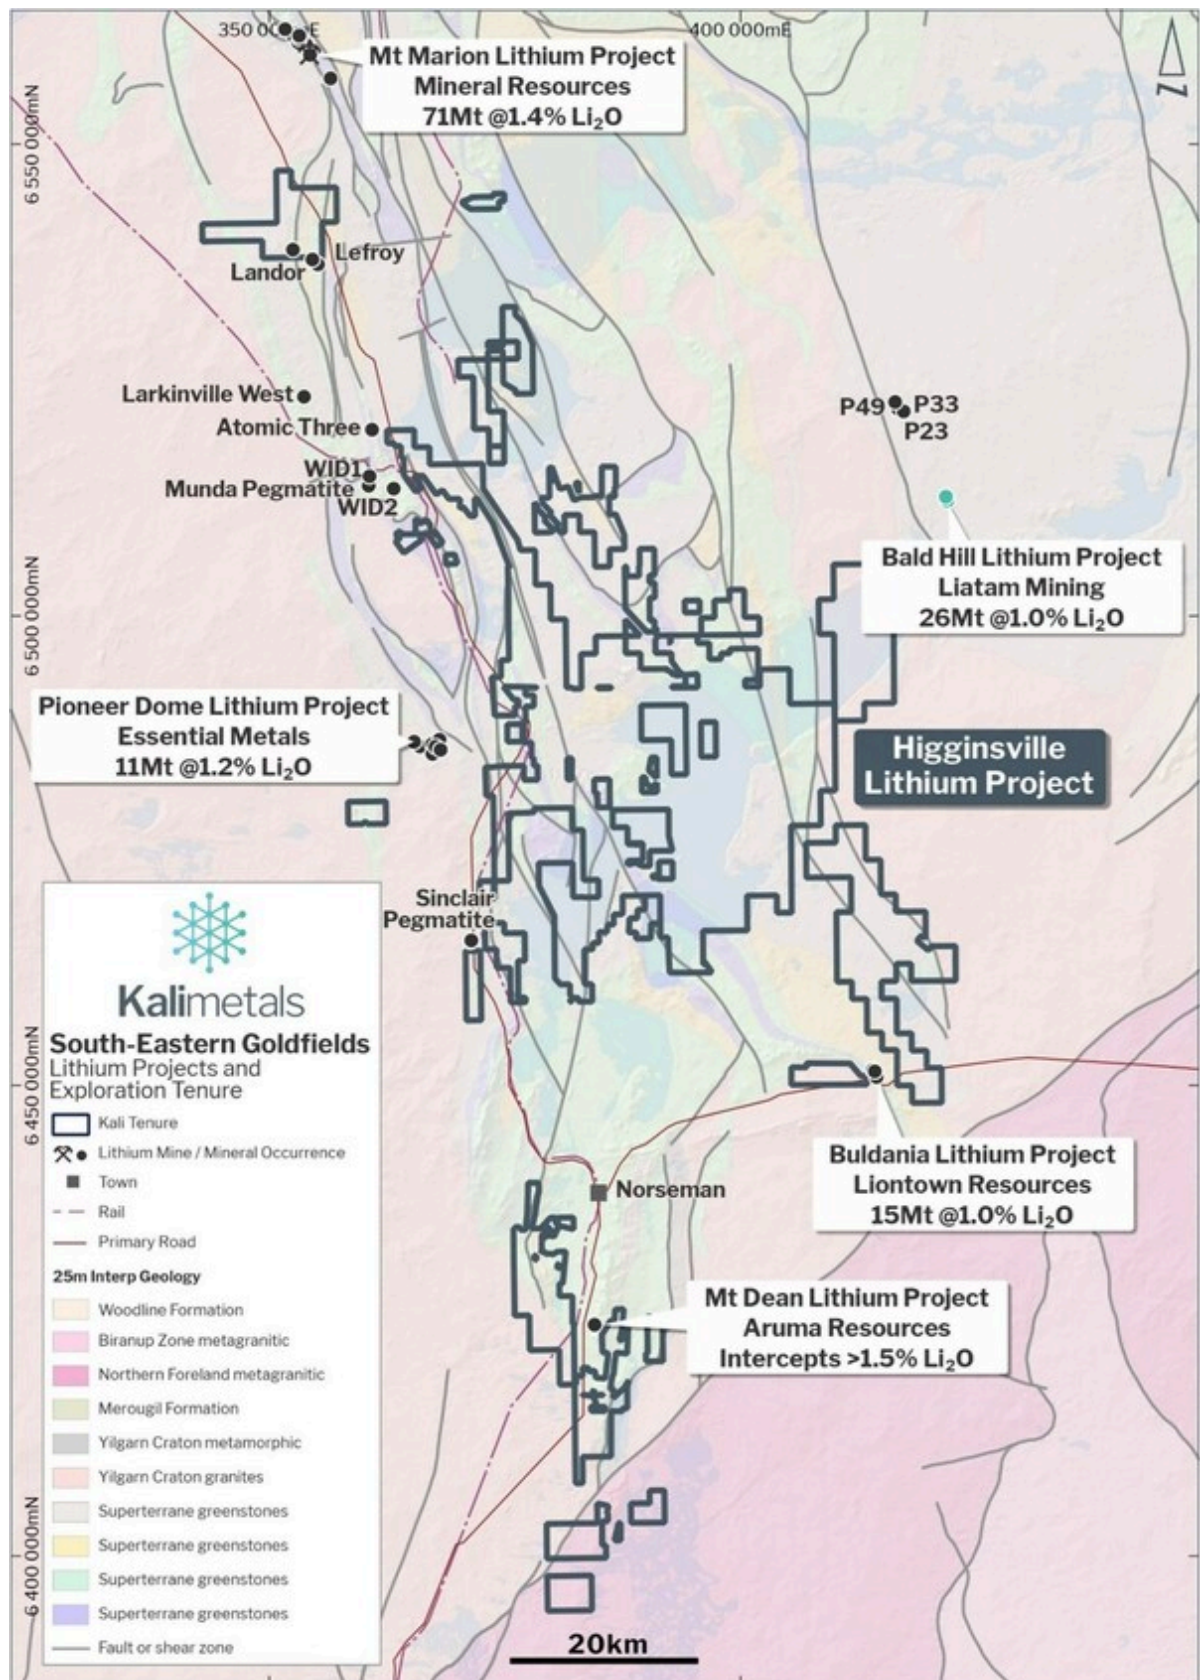 350 000mE
400 000mE
N
Mt Marion Lithium Project
Mineral Resources
71Mt @1.4% Li₂O
6 550 000mN
Lefroy
Landor
Larkinville West
Atomic Three
WID1
Munda Pegmatite
WID2
P49
P33
P23
Bald Hill Lithium Project
Liatam Mining
26Mt @1.0% Li₂O
6 500 000mN
Pioneer Dome Lithium Project
Essential Metals
11Mt @1.2% Li₂O
Higginsville
Lithium Project
Sinclair
Pegmatite
Kalimetals
South-Eastern Goldfields
Lithium Projects and
Exploration Tenure
Kali Tenure
Lithium Mine / Mineral Occurrence
Town
Rail
Primary Road
25m Interp Geology
Woodline Formation
Biranup Zone metagranitic
Northern Foreland metagranitic
Merougil Formation
Yilgarn Craton metamorphic
Yilgarn Craton granites
Superterrane greenstones
Superterrane greenstones
Superterrane greenstones
Superterrane greenstones
Fault or shear zone
6 450 000mN
Buldania Lithium Project
Liontown Resources
15Mt @1.0% Li₂O
Norseman
Mt Dean Lithium Project
Aruma Resources
Intercepts >1.5% Li₂O
6 400 000mN
20km